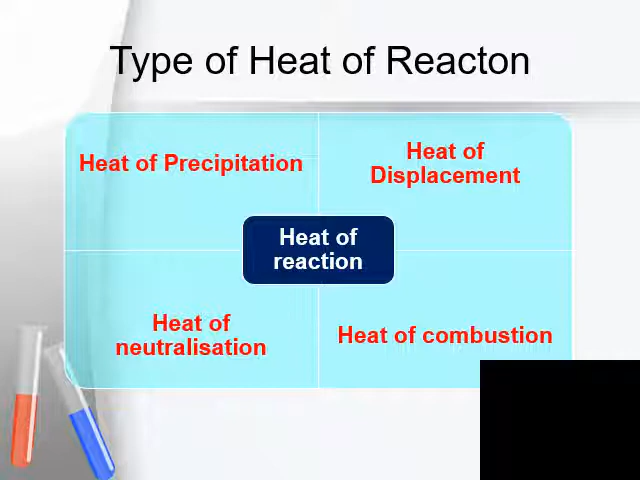 Type of Heat of Reacton
Heat of Precipitation
Heat of
Displacement
Heat of
reaction
Heat of
neutralisation
Heat of combustion